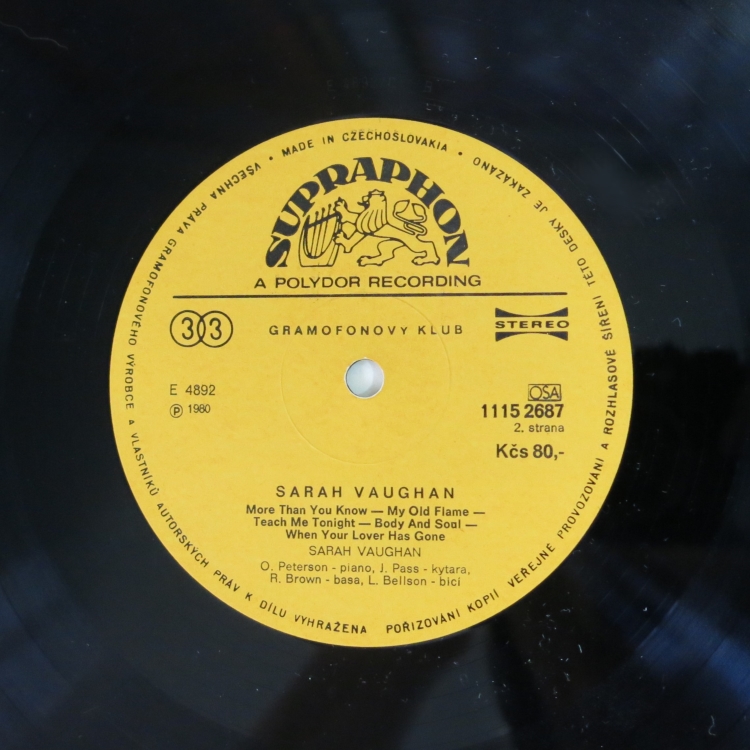 VŠECHNA PRÁVA GRAMOFONOVÉHO VÝROBCE A VLASTNÍKŮ AUTORSKÝCH PRÁV K DÍLU VYHRAŽENA POŘIZOVÁNÍ KOPIÍ VEŘEJNÉ PROVOZOVÁNÍ A ROZHLASOVÉ ŠÍŘENÍ TÉTO DESKY JE ZAKÁZÁNO
• MADE IN CZECHOSLOVAKIA •
SUPRAPHON
A POLYDOR RECORDING
33 GRAMOFONOVÝ KLUB STEREO
E 4892 OSA
Ⓟ 1980 1115 2687
2. strana
Kčs 80,-
SARAH VAUGHAN
More Than You Know — My Old Flame —
Teach Me Tonight — Body And Soul —
When Your Lover Has Gone
SARAH VAUGHAN
O. Peterson - piano, J. Pass - kytara,
R. Brown - basa, L. Bellson - bicí